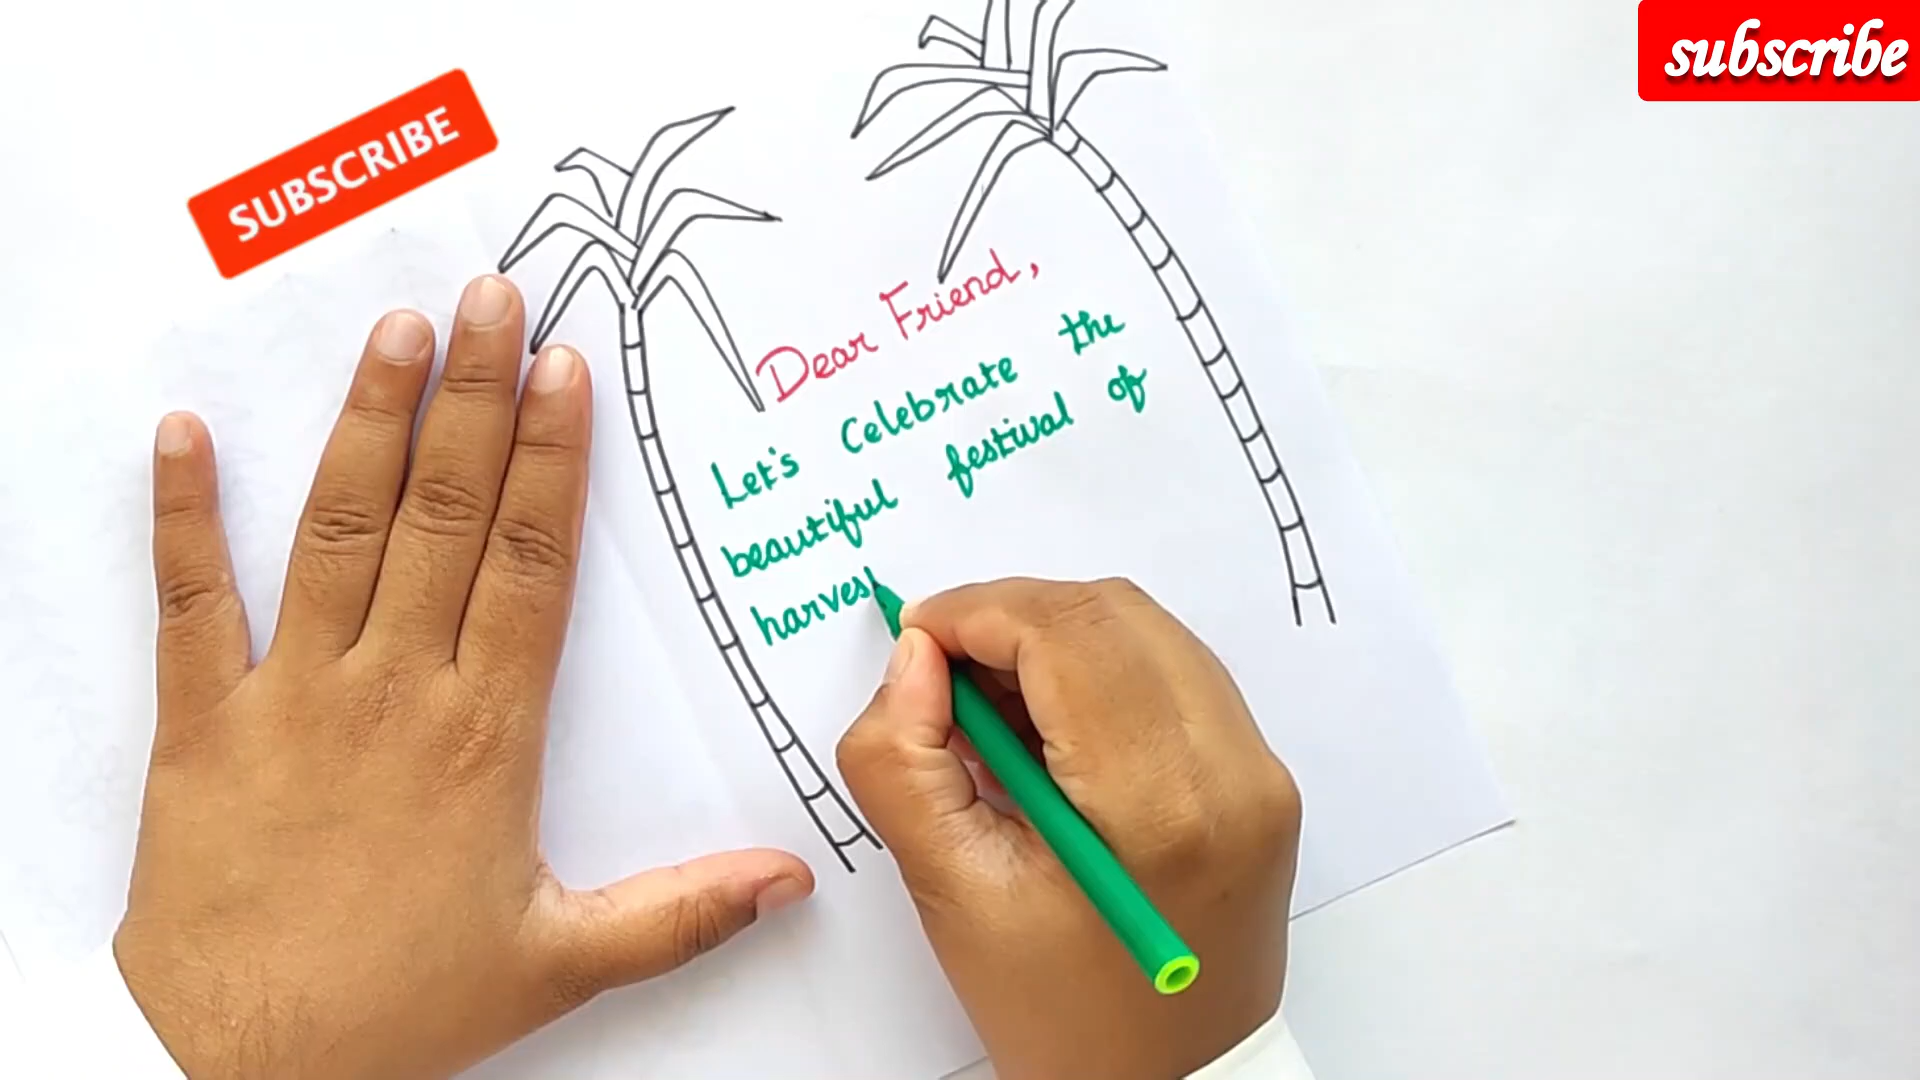 subscribe
SUBSCRIBE
Dear Friend,
Let's Celebrate the
beautiful festival of
harvest